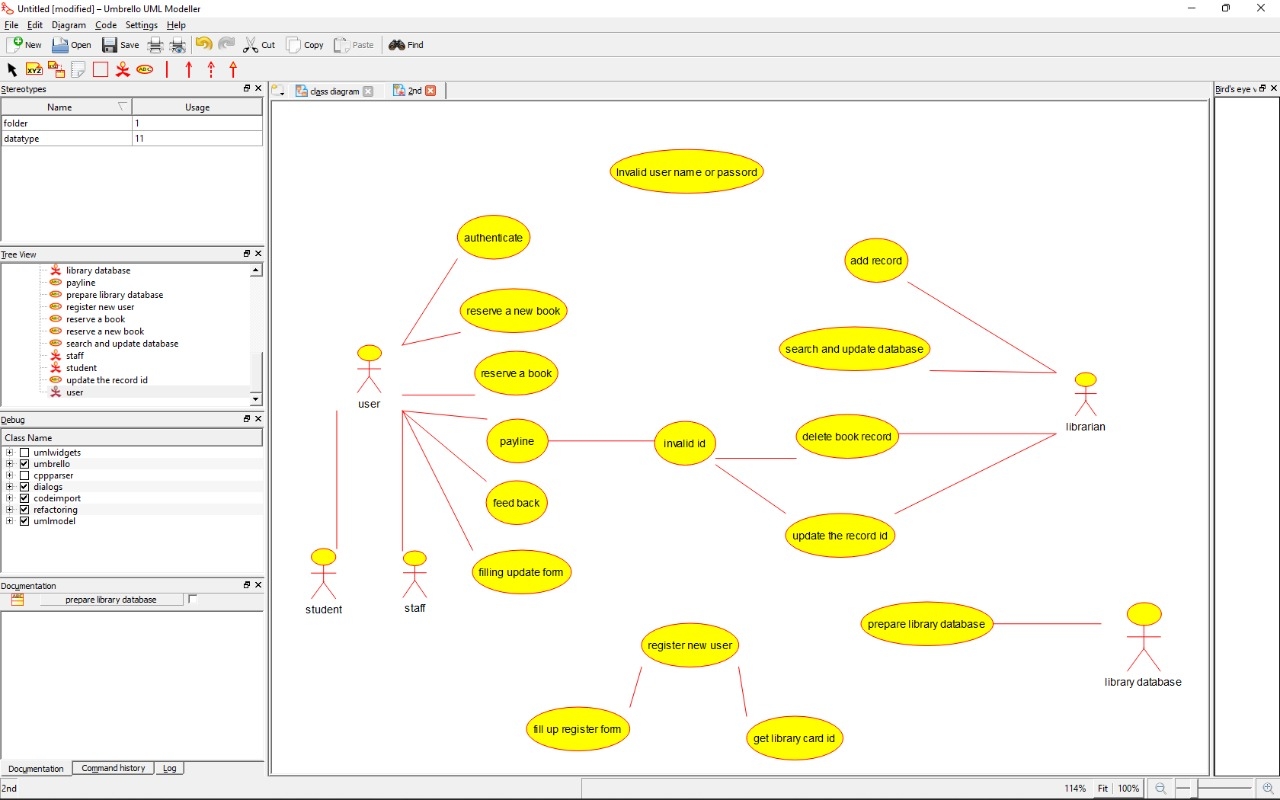 Untitled [modified] – Umbrello UML Modeller
File Edit Diagram Code Settings Help
New Open Save Cut Copy Paste Find
XYZ ABC
Stereotypes
Name Usage
folder 1
datatype 11
Tree View
library database
payline
prepare library database
register new user
reserve a book
reserve a new book
search and update database
staff
student
update the record id
user
Debug
Class Name
umlwidgets
umbrello
cppparser
dialogs
codeimport
refactoring
umlmodel
Documentation
prepare library database
Documentation Command history Log
class diagram 2nd
Bird's eye v
Invalid user name or passord
authenticate
add record
reserve a new book
search and update database
reserve a book
user
librarian
payline
invalid id
delete book record
feed back
update the record id
filling update form
student
staff
prepare library database
register new user
library database
fill up register form
get library card id
2nd
114% Fit 100%